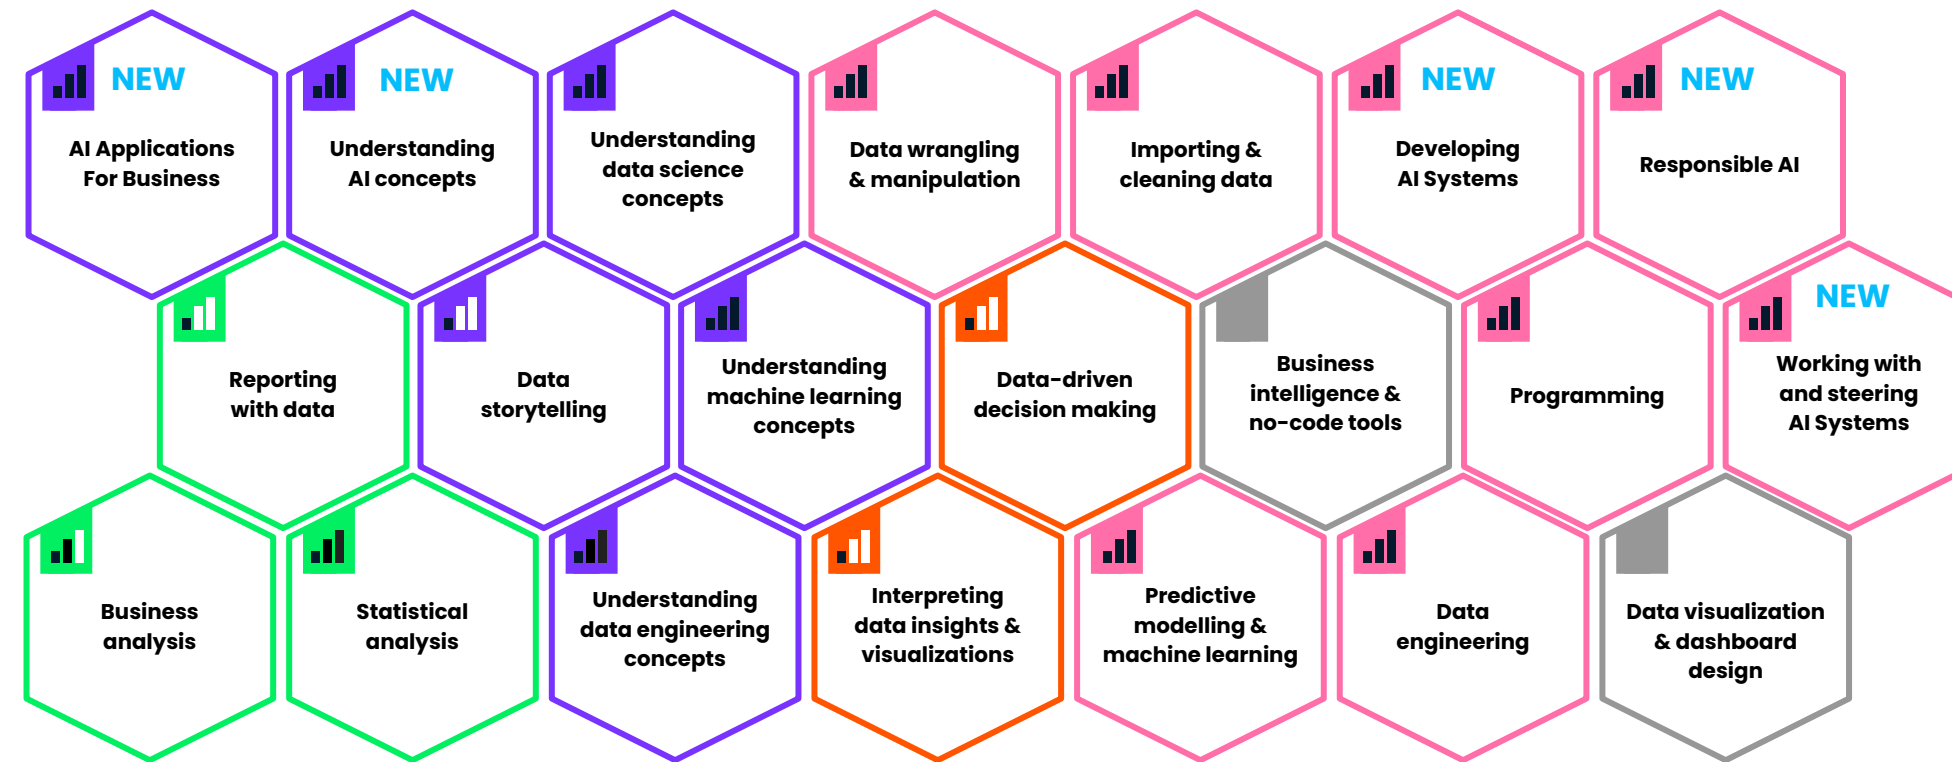 NEW
AI Applications
For Business
NEW
Understanding
AI concepts
Understanding
data science
concepts
Data wrangling
& manipulation
Importing &
cleaning data
NEW
Developing
AI Systems
NEW
Responsible AI
Reporting
with data
Data
storytelling
Understanding
machine learning
concepts
Data-driven
decision making
Business
intelligence &
no-code tools
Programming
NEW
Working with
and steering
AI Systems
Business
analysis
Statistical
analysis
Understanding
data engineering
concepts
Interpreting
data insights &
visualizations
Predictive
modelling &
machine learning
Data
engineering
Data visualization
& dashboard
design